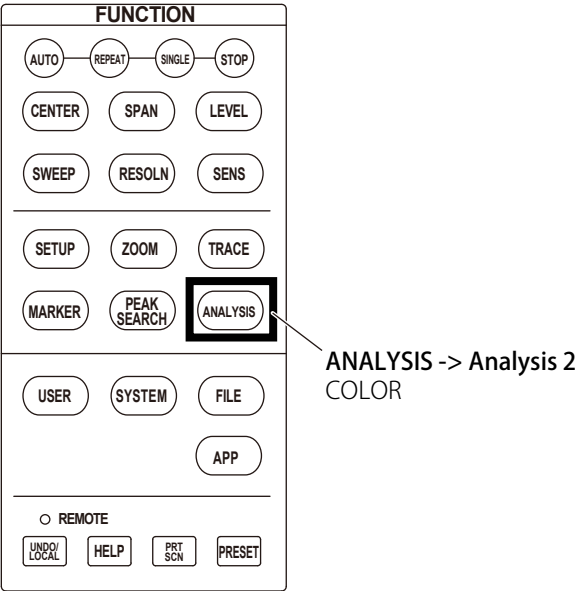 FUNCTION
AUTO REPEAT SINGLE STOP
CENTER SPAN LEVEL
SWEEP RESOLN SENS
SETUP ZOOM TRACE
MARKER PEAK SEARCH ANALYSIS
ANALYSIS -> Analysis 2
COLOR
USER SYSTEM FILE
APP
REMOTE
UNDO/ LOCAL HELP PRT SCN PRESET